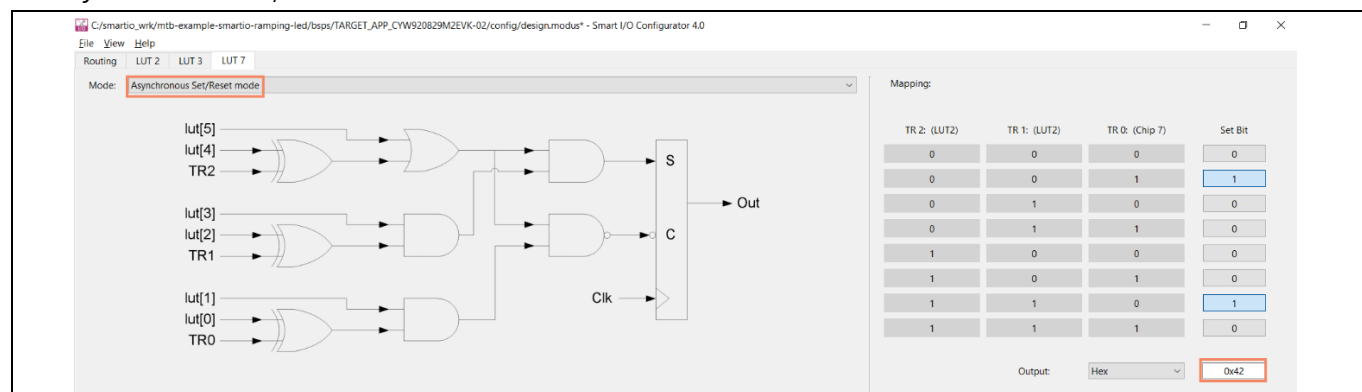 C:/smartio_wrk/mtb-example-smartio-ramping-led/bsps/TARGET_APP_CYW920829M2EVK-02/config/design.modus* - Smart I/O Configurator 4.0
File View Help
Routing LUT 2 LUT 3 LUT 7
Mode: Asynchronous Set/Reset mode
lut[5]
lut[4]
TR2
lut[3]
lut[2]
TR1
lut[1]
lut[0]
TR0
S
C
Clk
Out
Mapping:
TR 2: (LUT2) TR 1: (LUT2) TR 0: (Chip 7) Set Bit
0 0 0 0
0 0 1 1
0 1 0 0
0 1 1 0
1 0 0 0
1 0 1 0
1 1 0 1
1 1 1 0
Output: Hex 0x42